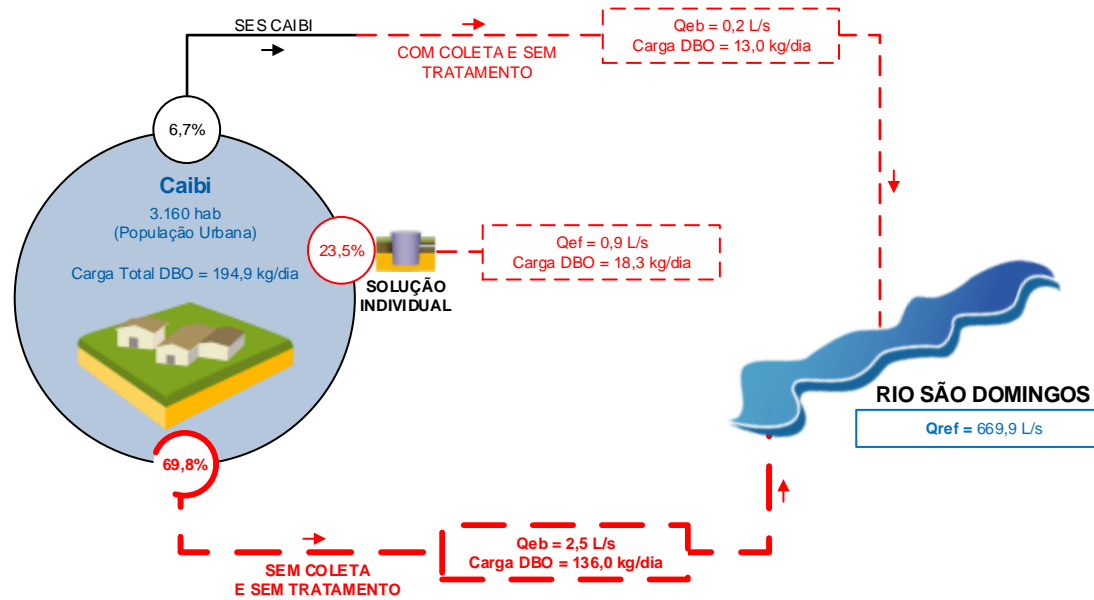 SES CAIBI
COM COLETA E SEM
TRATAMENTO
Qeb = 0,2 L/s
Carga DBO = 13,0 kg/dia
6,7%
Caibi
3.160 hab
(População Urbana)
Carga Total DBO = 194,9 kg/dia
23,5%
SOLUÇÃO
INDIVIDUAL
Qef = 0,9 L/s
Carga DBO = 18,3 kg/dia
RIO SÃO DOMINGOS
Qref = 669,9 L/s
69,8%
SEM COLETA
E SEM TRATAMENTO
Qeb = 2,5 L/s
Carga DBO = 136,0 kg/dia